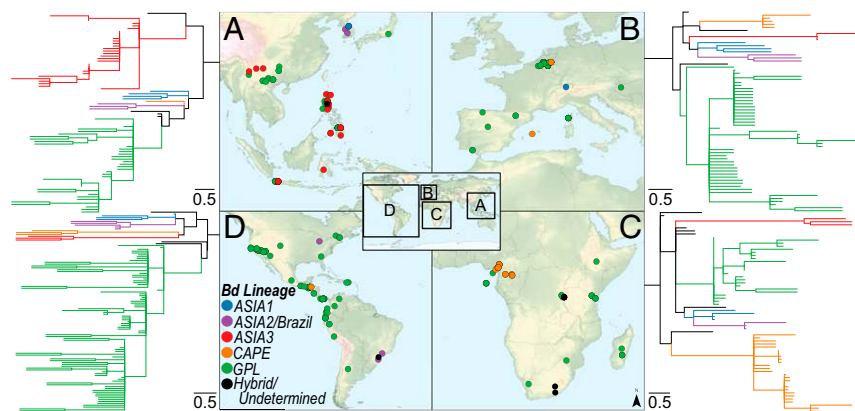 A
B
0.5
0.5
D
B
C
A
D
C
Bd Lineage
ASIA1
ASIA2/Brazil
ASIA3
CAPE
GPL
Hybrid/
Undetermined
N
0.5
0.5